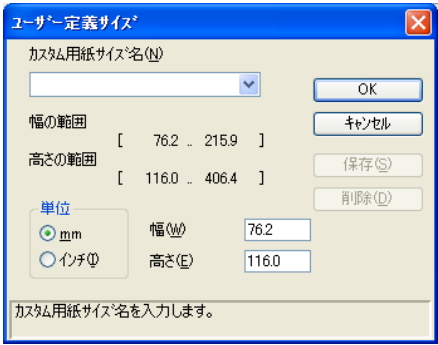 ユーザー定義サイズ
カスタム用紙サイズ名(N)
OK
幅の範囲
キャンセル
[ 76.2 .. 215.9 ]
高さの範囲
保存(S)
[ 116.0 .. 406.4 ]
削除(D)
単位
mm
幅(W)
76.2
インチ(I)
高さ(E)
116.0
カスタム用紙サイズ名を入力します。